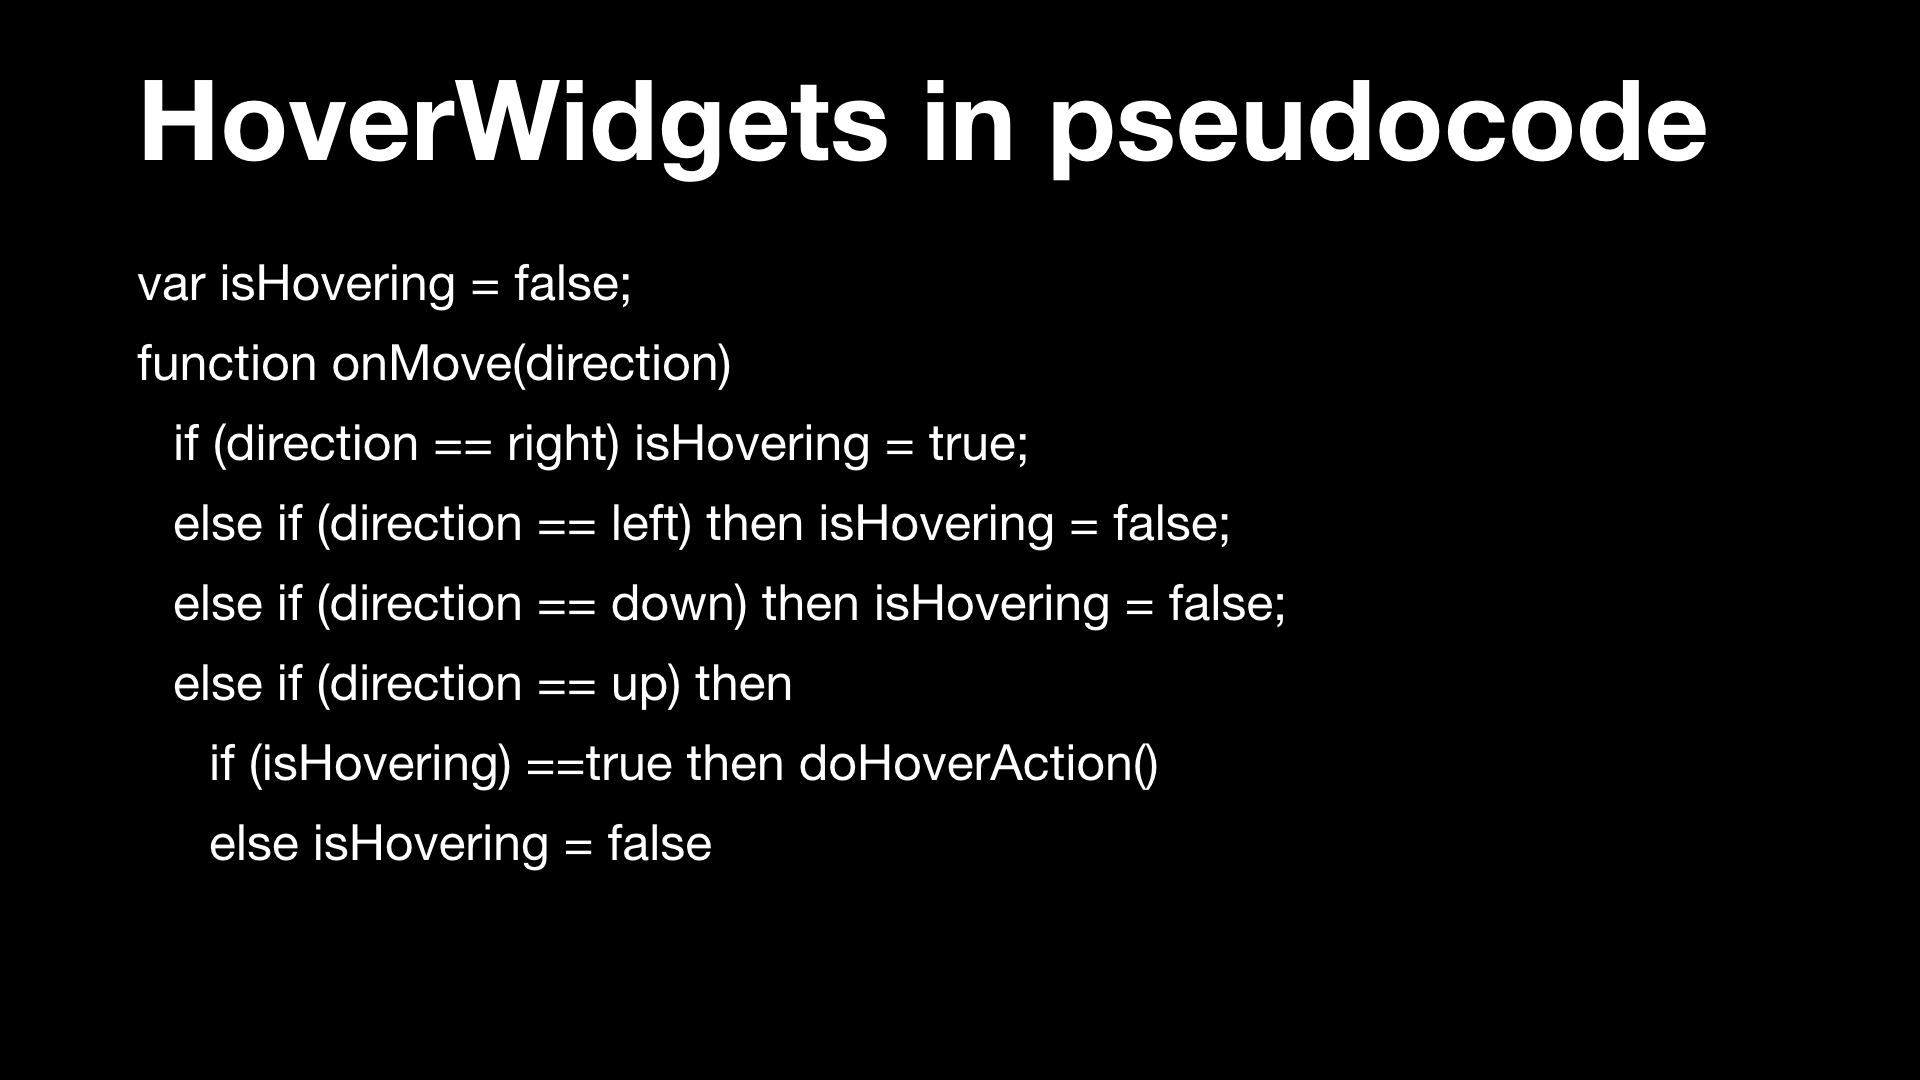 HoverWidgets in pseudocode
var isHovering = false;
function onMove(direction)
if (direction == right) isHovering = true;
else if (direction == left) then isHovering = false;
else if (direction == down) then isHovering = false;
else if (direction == up) then
if (isHovering) ==true then doHoverAction()
else isHovering = false